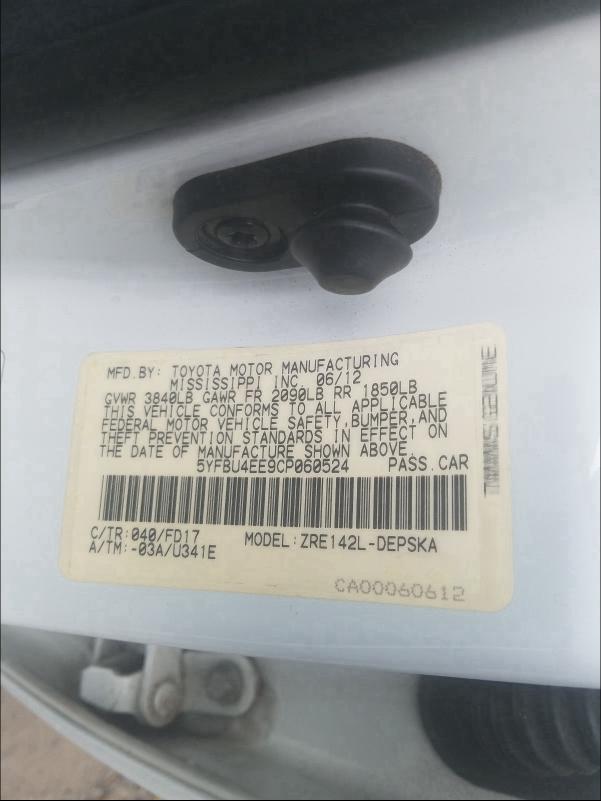 MFD.BY: TOYOTA MOTOR MANUFACTURING
MISSISSIPPI INC 06/12
GVWR 3840LB GAWR FR 2090LB RR 1850LB
THIS VEHICLE CONFORMS TO ALL APPLICABLE
FEDERAL MOTOR VEHICLE SAFETY,BUMPER,AND
THEFT PREVENTION STANDARDS IN EFFECT ON
THE DATE OF MANUFACTURE SHOWN ABOVE.
5YFBU4EE9CP060524 PASS.CAR
C/TR:040/FD17 MODEL:ZRE142L-DEPSKA
A/TM:-03A/U341E
CA00060612